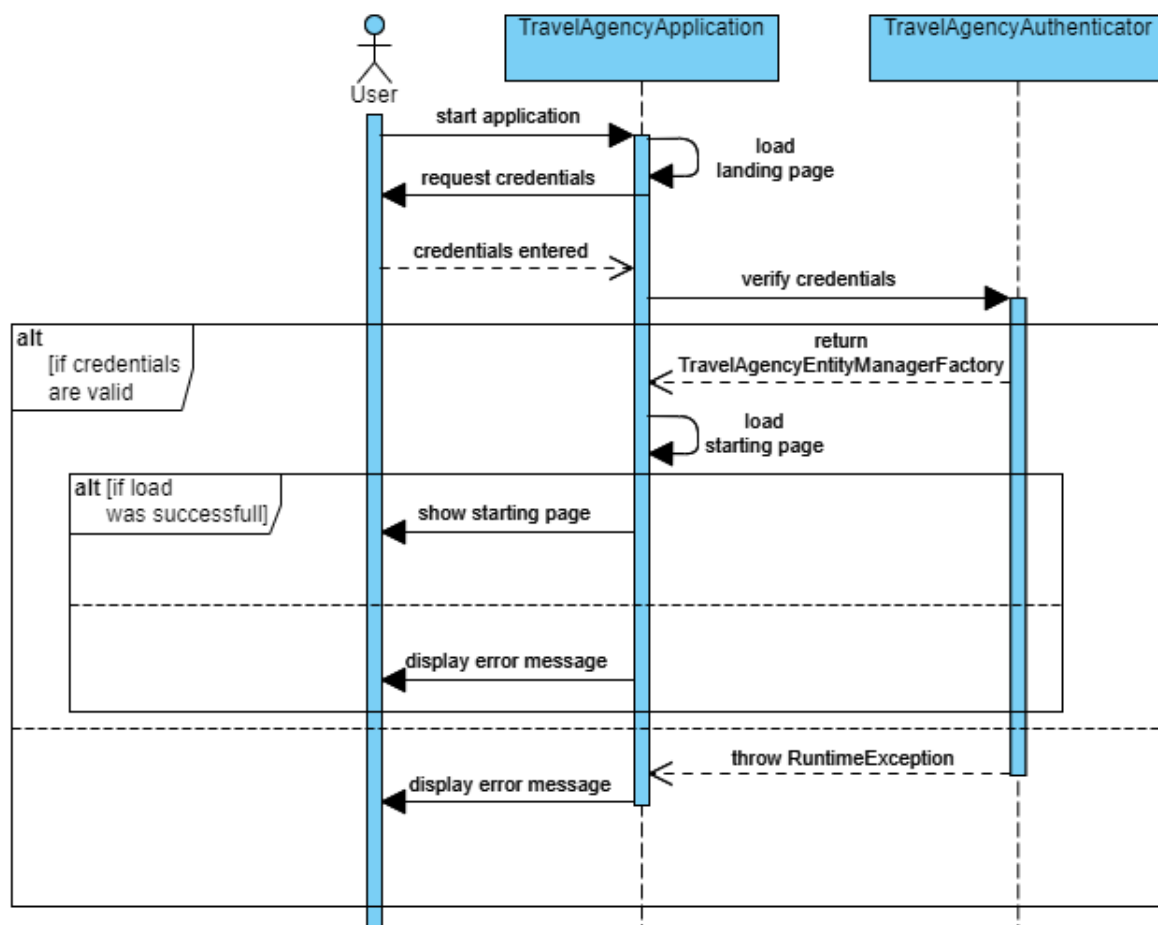 TravelAgencyApplication
TravelAgencyAuthenticator
User
start application
load
landing page
request credentials
credentials entered
verify credentials
alt
[if credentials
are valid
return
TravelAgencyEntityManagerFactory
load
starting page
alt [if load
was successfull]
show starting page
display error message
throw RuntimeException
display error message